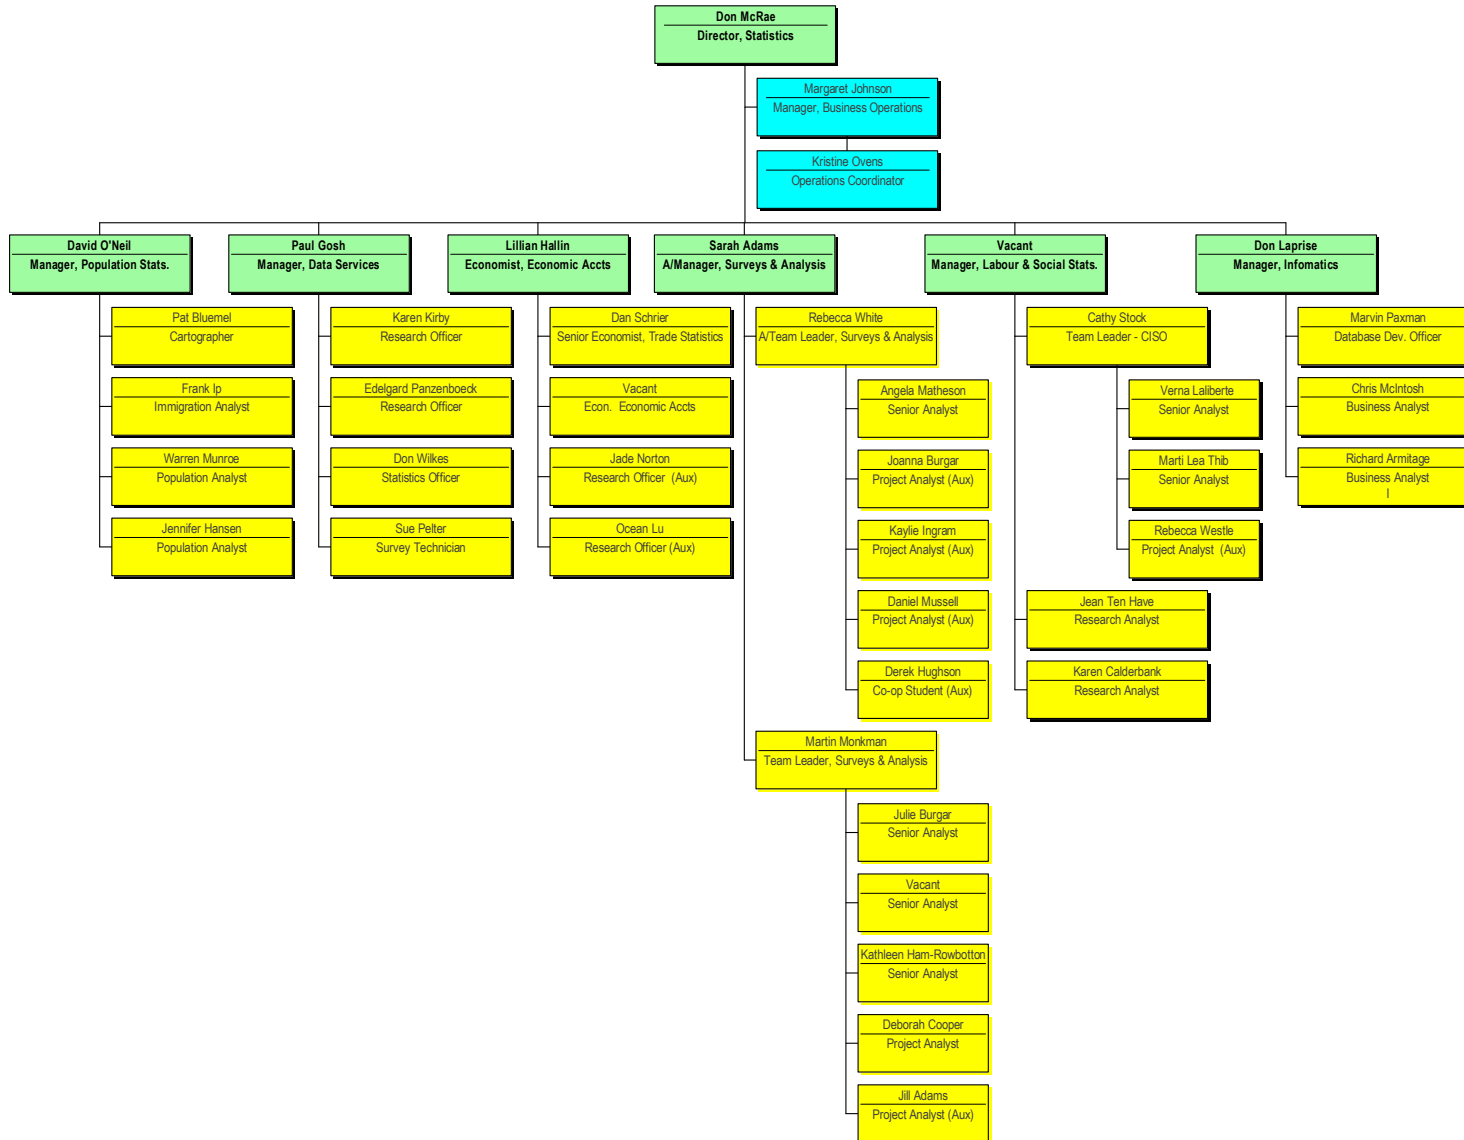 Don McRae
Director, Statistics
Margaret Johnson
Manager, Business Operations
Kristine Ovens
Operations Coordinator
David O'Neil
Manager, Population Stats.
Paul Gosh
Manager, Data Services
Lillian Hallin
Economist, Economic Accts
Sarah Adams
A/Manager, Surveys & Analysis
Vacant
Manager, Labour & Social Stats.
Don Laprise
Manager, Infomatics
Pat Bluemel
Cartographer
Frank Ip
Immigration Analyst
Warren Munroe
Population Analyst
Jennifer Hansen
Population Analyst
Karen Kirby
Research Officer
Edelgard Panzenboeck
Research Officer
Don Wilkes
Statistics Officer
Sue Pelter
Survey Technician
Dan Schrier
Senior Economist, Trade Statistics
Vacant
Econ. Economic Accts
Jade Norton
Research Officer (Aux)
Ocean Lu
Research Officer (Aux)
Rebecca White
A/Team Leader, Surveys & Analysis
Angela Matheson
Senior Analyst
Joanna Burgar
Project Analyst (Aux)
Kaylie Ingram
Project Analyst (Aux)
Daniel Mussell
Project Analyst (Aux)
Derek Hughson
Co-op Student (Aux)
Martin Monkman
Team Leader, Surveys & Analysis
Julie Burgar
Senior Analyst
Vacant
Senior Analyst
Kathleen Ham-Rowbotton
Senior Analyst
Deborah Cooper
Project Analyst
Jill Adams
Project Analyst (Aux)
Cathy Stock
Team Leader - CISO
Verna Laliberte
Senior Analyst
Marti Lea Thib
Senior Analyst
Rebecca Westle
Project Analyst (Aux)
Jean Ten Have
Research Analyst
Karen Calderbank
Research Analyst
Marvin Paxman
Database Dev. Officer
Chris McIntosh
Business Analyst
Richard Armitage
Business Analyst
I